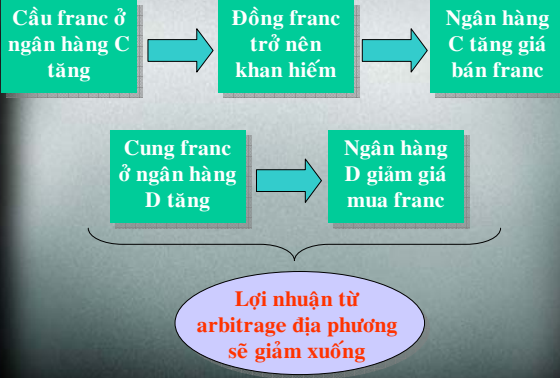 Cầu franc ở
ngân hàng C
tăng
Đồng franc
trở nên
khan hiếm
Ngân hàng
C tăng giá
bán franc
Cung franc
ở ngân hàng
D tăng
Ngân hàng
D giảm giá
mua franc
Lợi nhuận từ
arbitrage địa phương
sẽ giảm xuống